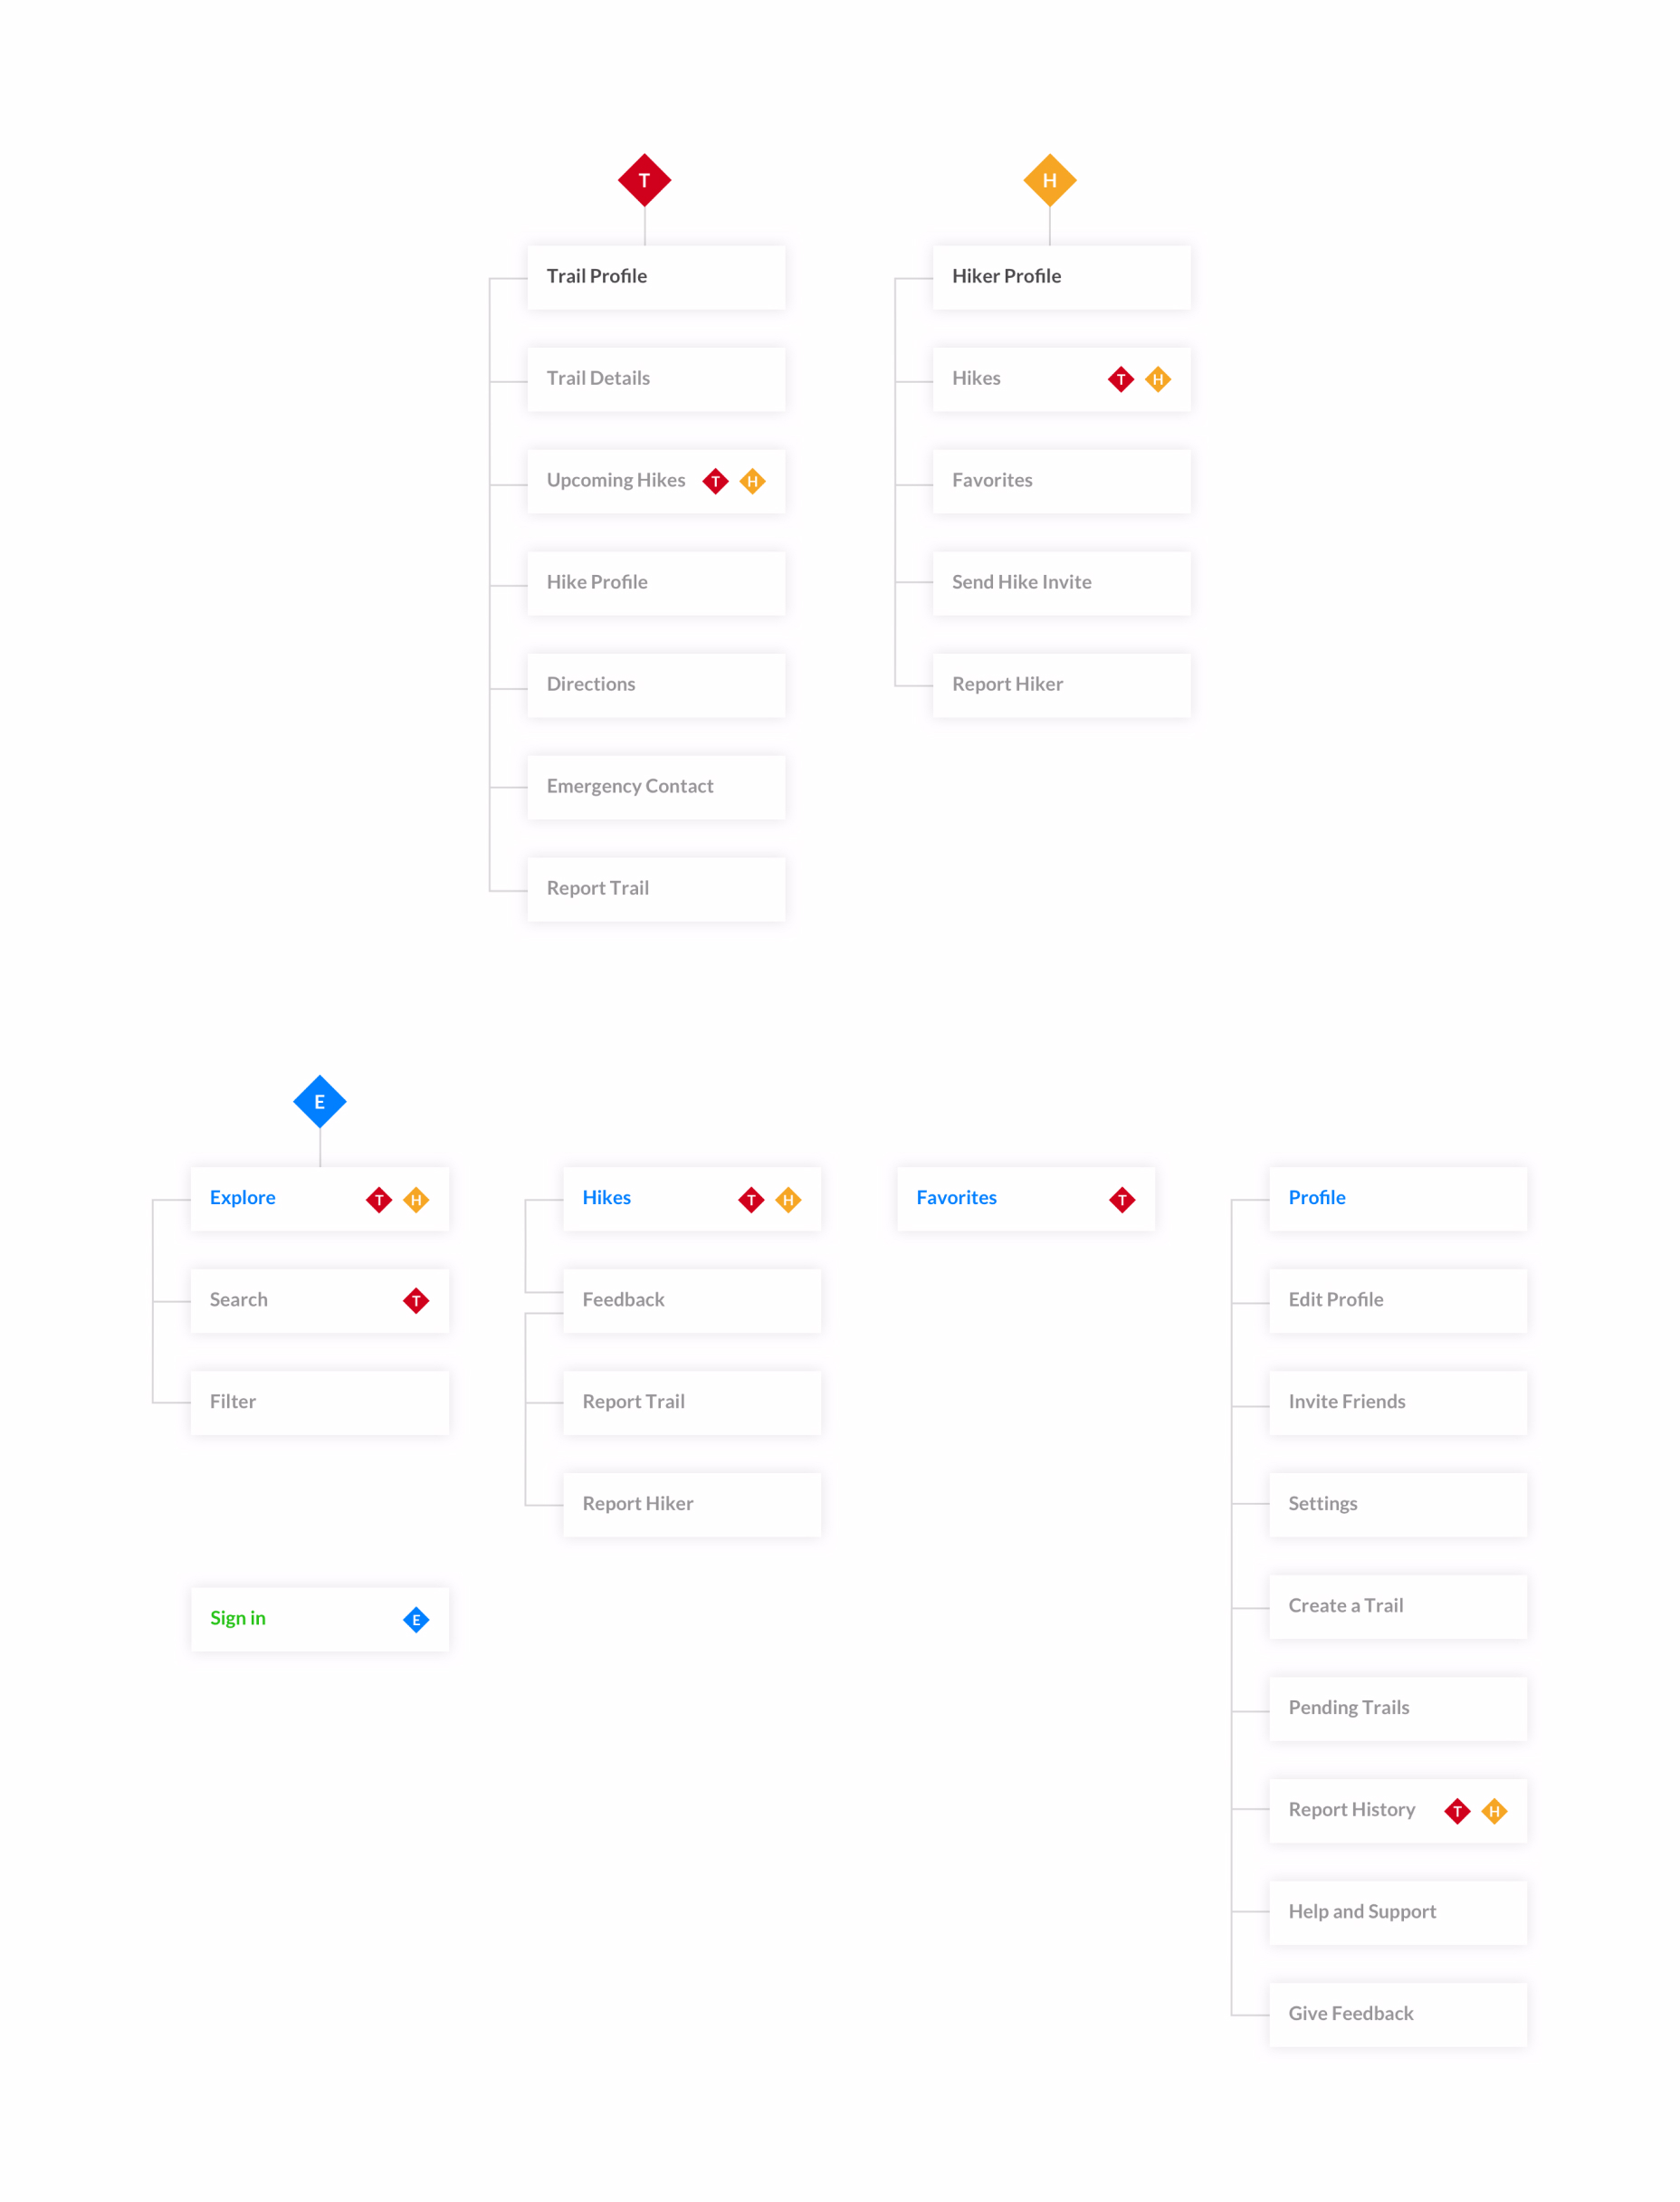 T
H
Trail Profile
Trail Details
Upcoming Hikes T H
Hike Profile
Directions
Emergency Contact
Report Trail
Hiker Profile
Hikes T H
Favorites
Send Hike Invite
Report Hiker
E
Explore T H
Search T
Filter
Sign in E
Hikes T H
Feedback
Report Trail
Report Hiker
Favorites T
Profile
Edit Profile
Invite Friends
Settings
Create a Trail
Pending Trails
Report History T H
Help and Support
Give Feedback